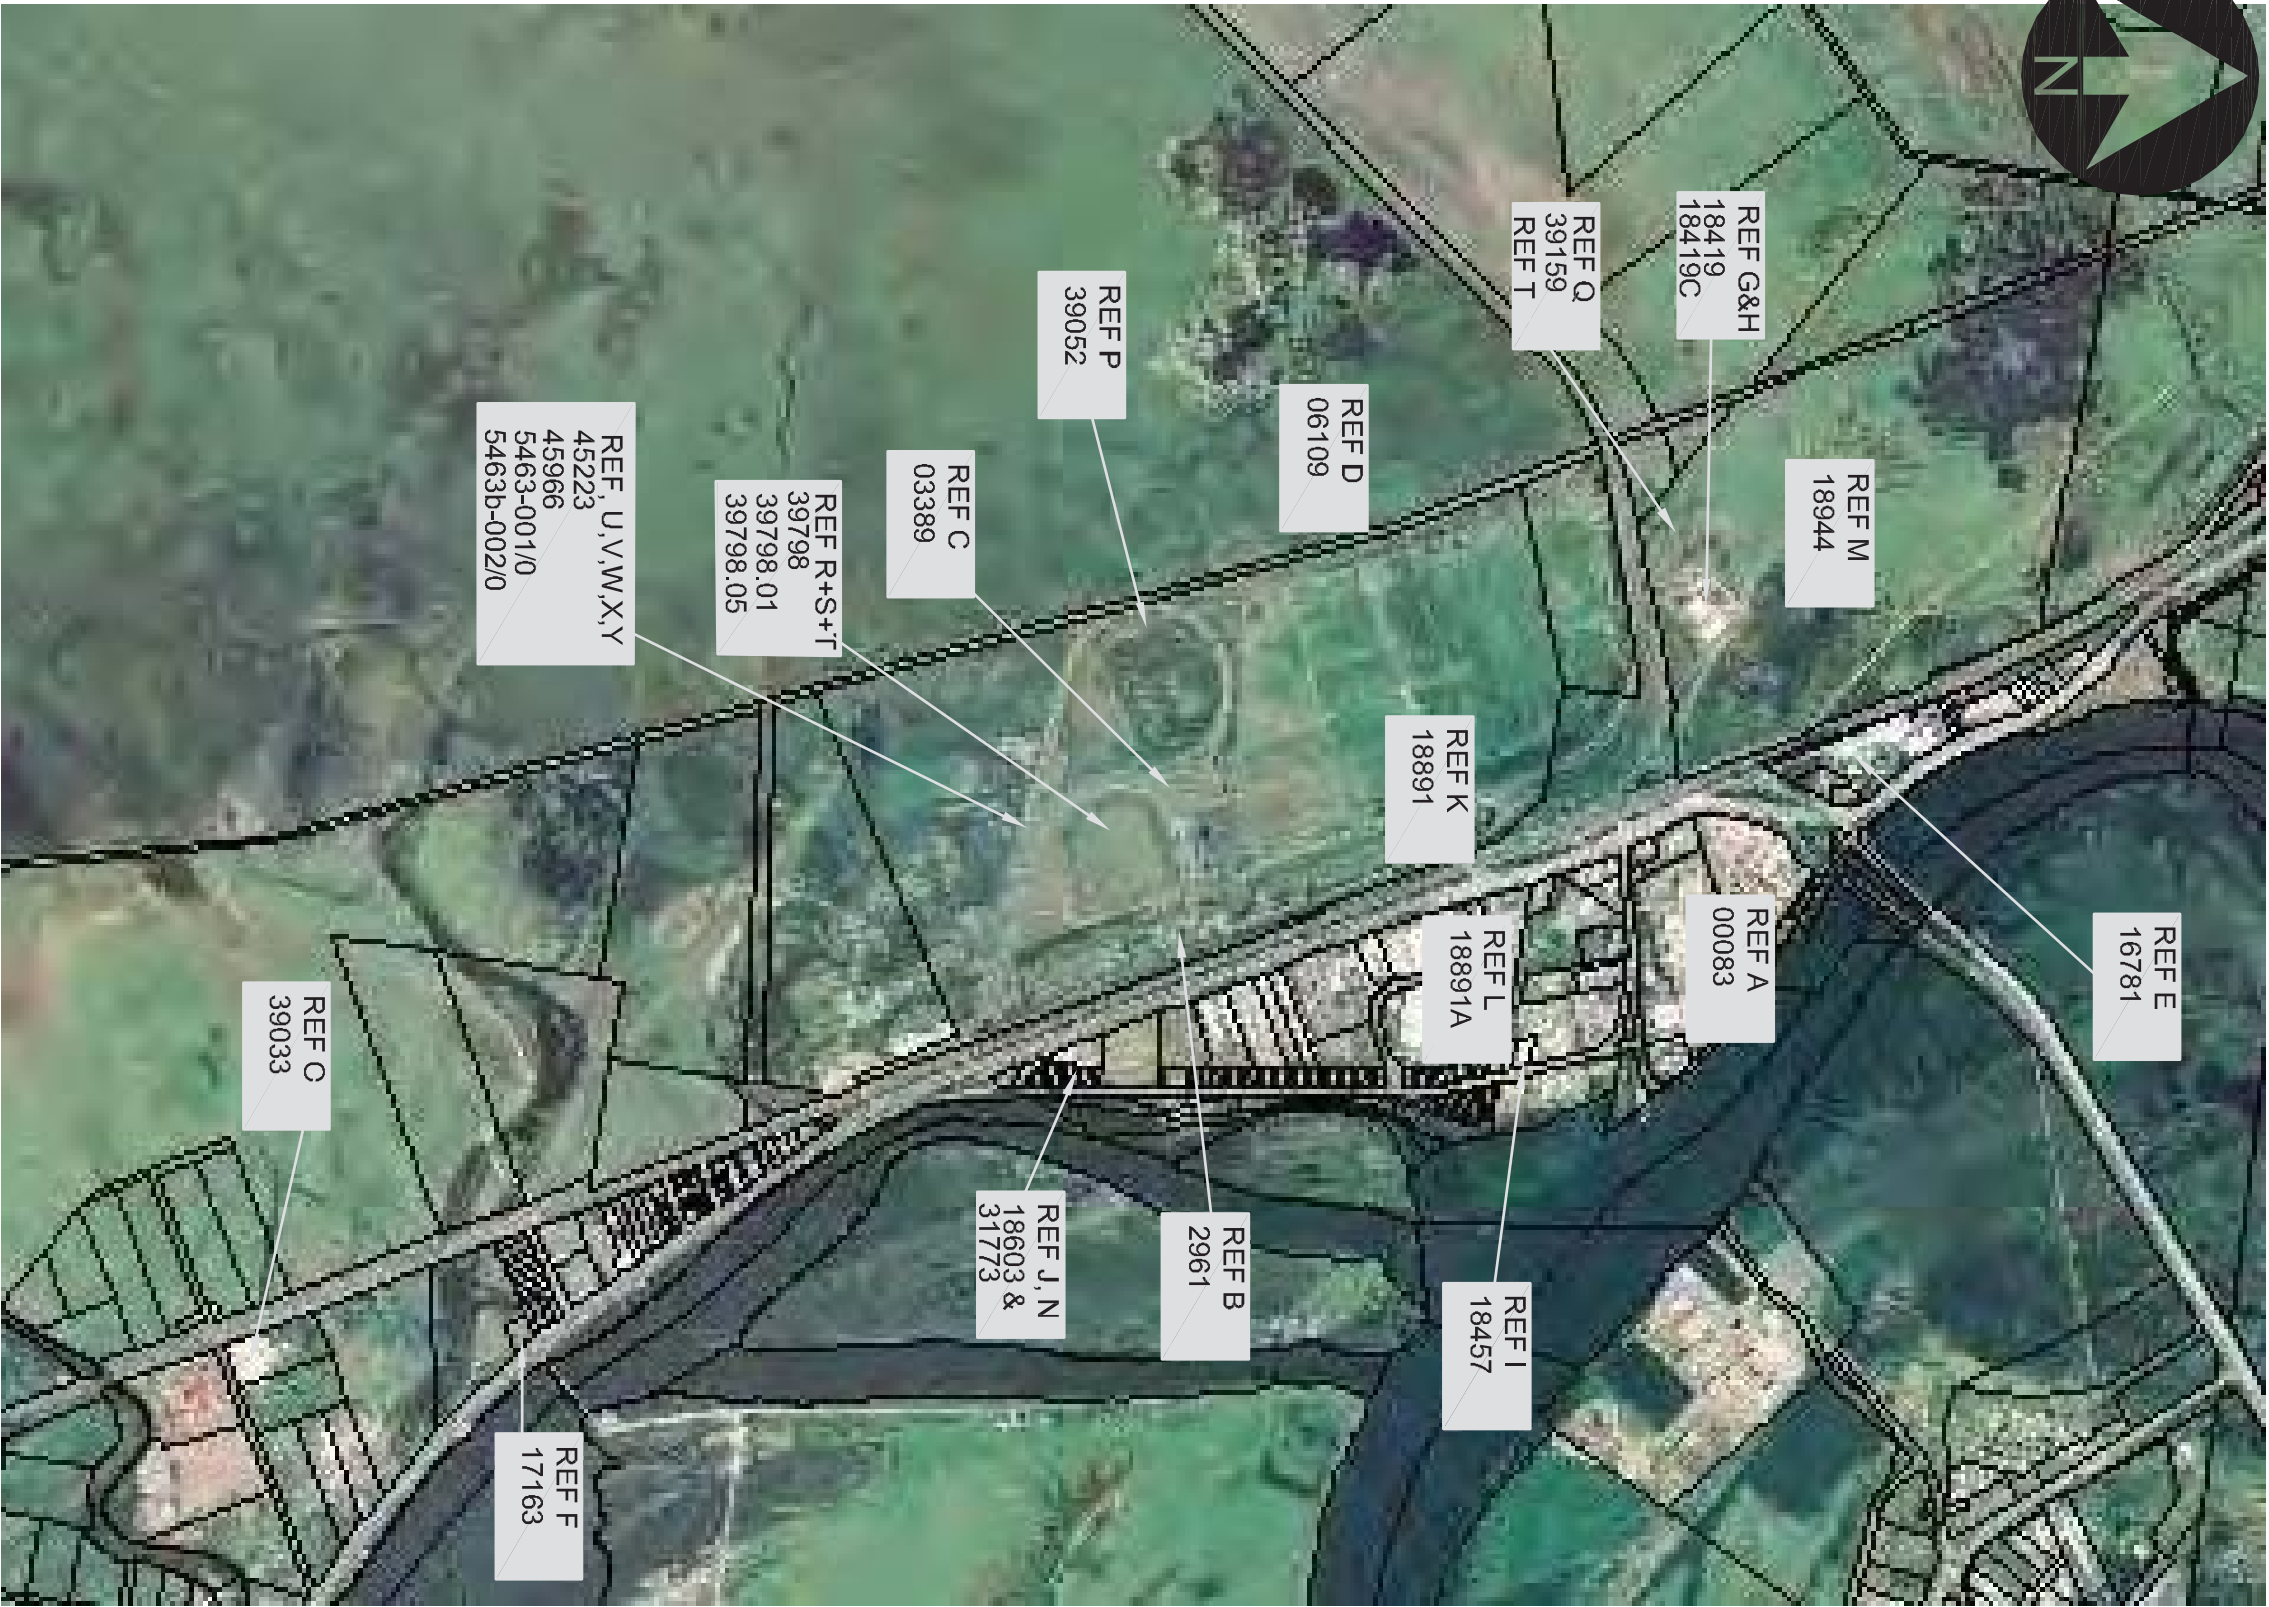 N
REF G&H
18419
18419C
REF Q
39159
REF T
REF M
18944
REF P
39052
REF D
06109
REF C
03389
REF R+S+T
39798
39798.01
39798.05
REF, U,V,W,X,Y
45223
45966
5463-001/0
5463b-002/0
REF K
18891
REF A
00083
REF L
18891A
REF E
16781
REF C
39033
REF J, N
18603 &
31773
REF B
2961
REF I
18457
REF F
17163